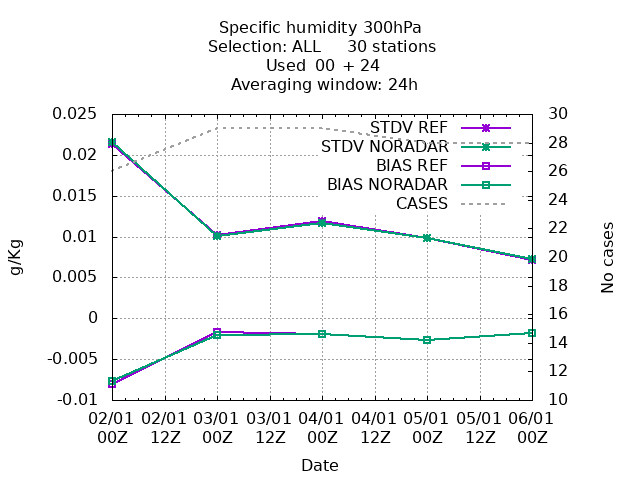 Specific humidity 300hPa
Selection: ALL 30 stations
Used 00 + 24
Averaging window: 24h
0.025
0.02
0.015
0.01
0.005
0
-0.005
-0.01
g/Kg
30
28
26
24
22
20
18
16
14
12
10
No cases
STDV REF
STDV NORADAR
BIAS REF
BIAS NORADAR
CASES
02/01 02/01 03/01 03/01 04/01 04/01 05/01 05/01 06/01
00Z 12Z 00Z 12Z 00Z 12Z 00Z 12Z 00Z
Date